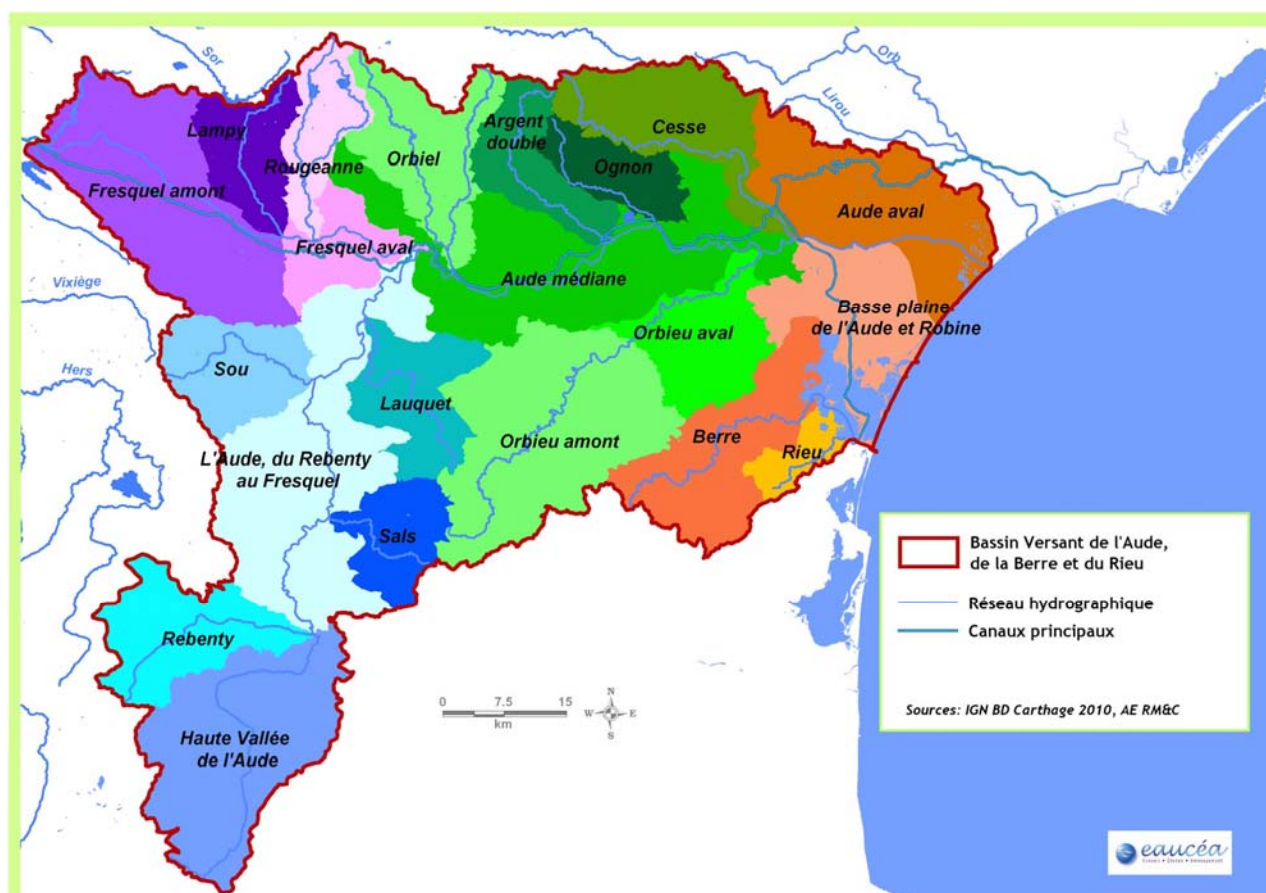 Sor
Orb
Lirou
Lampy
Rougeanne
Orbiel
Argent
double
Ognon
Cesse
Fresquel amont
Aude aval
Fresquel aval
Aude médiane
Vixiège
Basse plaine
de l'Aude et Robine
Orbieu aval
Sou
Hers
Lauquet
Orbieu amont
Berre
Rieu
L'Aude, du Rebenty
au Fresquel
Sals
Rebenty
Haute Vallée
de l'Aude
0 7.5 15
km
N
W E
S
Bassin Versant de l'Aude,
de la Berre et du Rieu
Réseau hydrographique
Canaux principaux
Sources: IGN BD Carthage 2010, AE RM&C
eaucéa